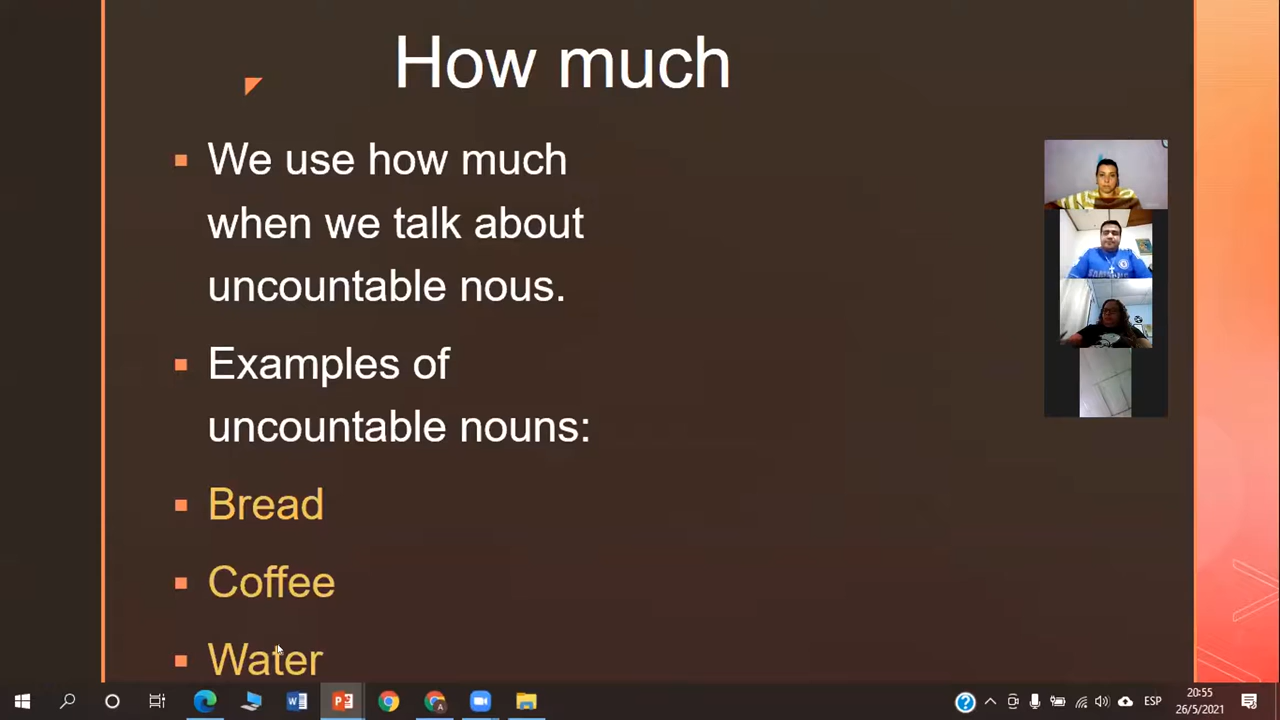 How much
We use how much
when we talk about
uncountable nous.
Examples of
uncountable nouns:
Bread
Coffee
Water
ESP
20:55
26/5/2021